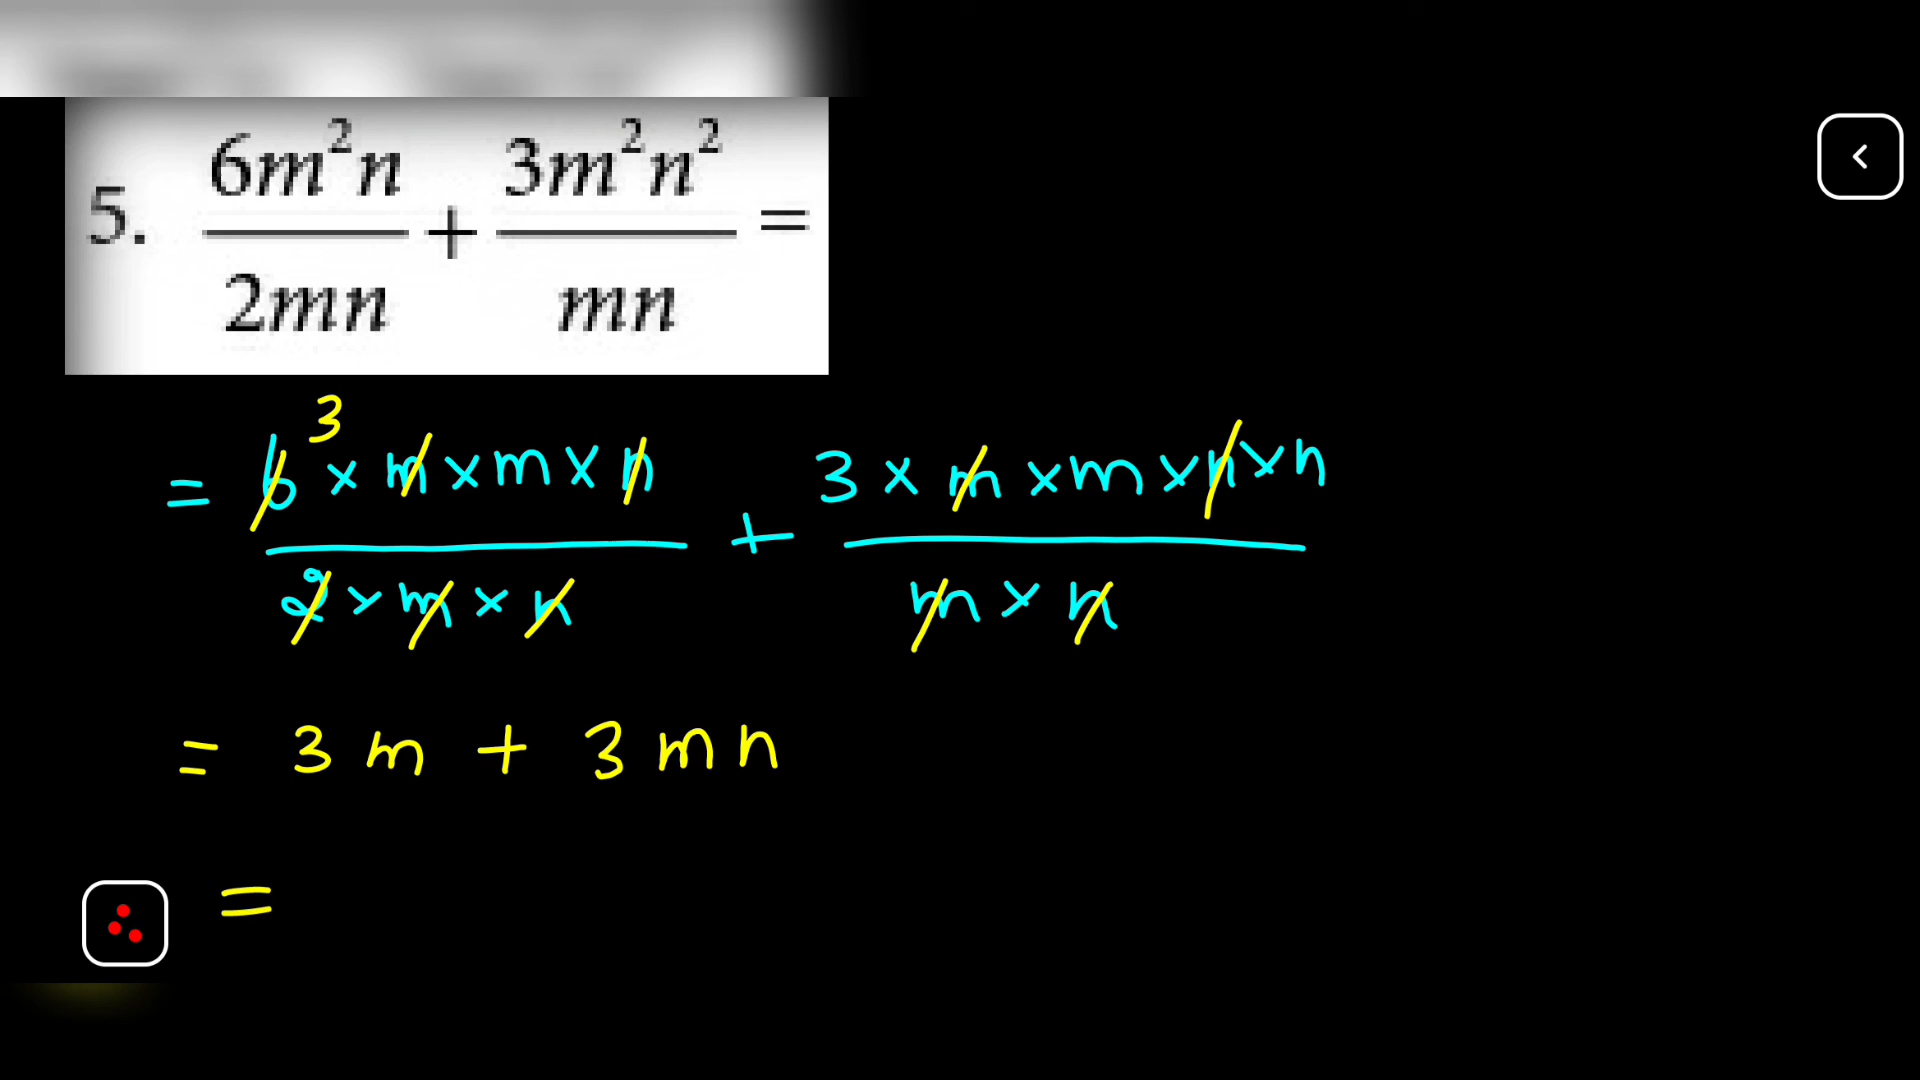 5. 6m²n/2mn + 3m²n²/mn =
3
= 6 × m × m × n / 2 × m × n + 3 × m × m × n × n / m × n
= 3m + 3mn
=